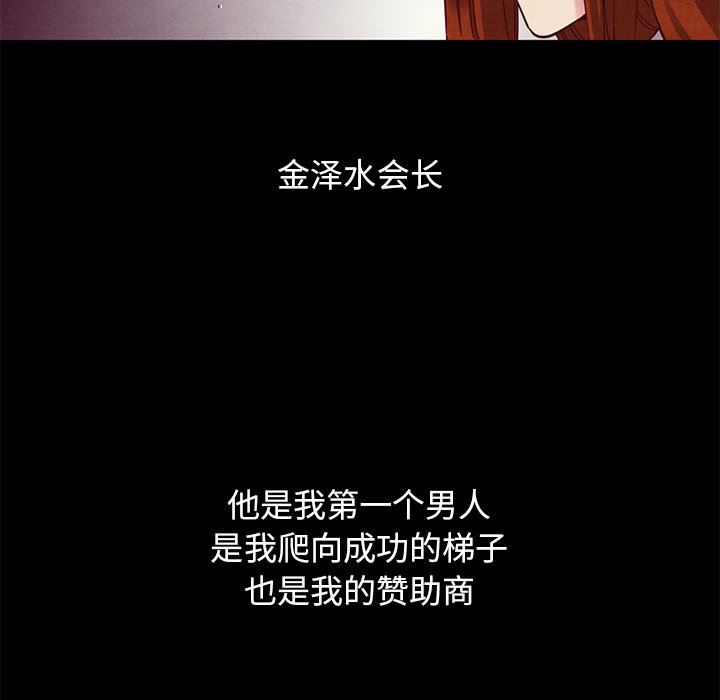 金泽水会长
他是我第一个男人
是我爬向成功的梯子
也是我的赞助商